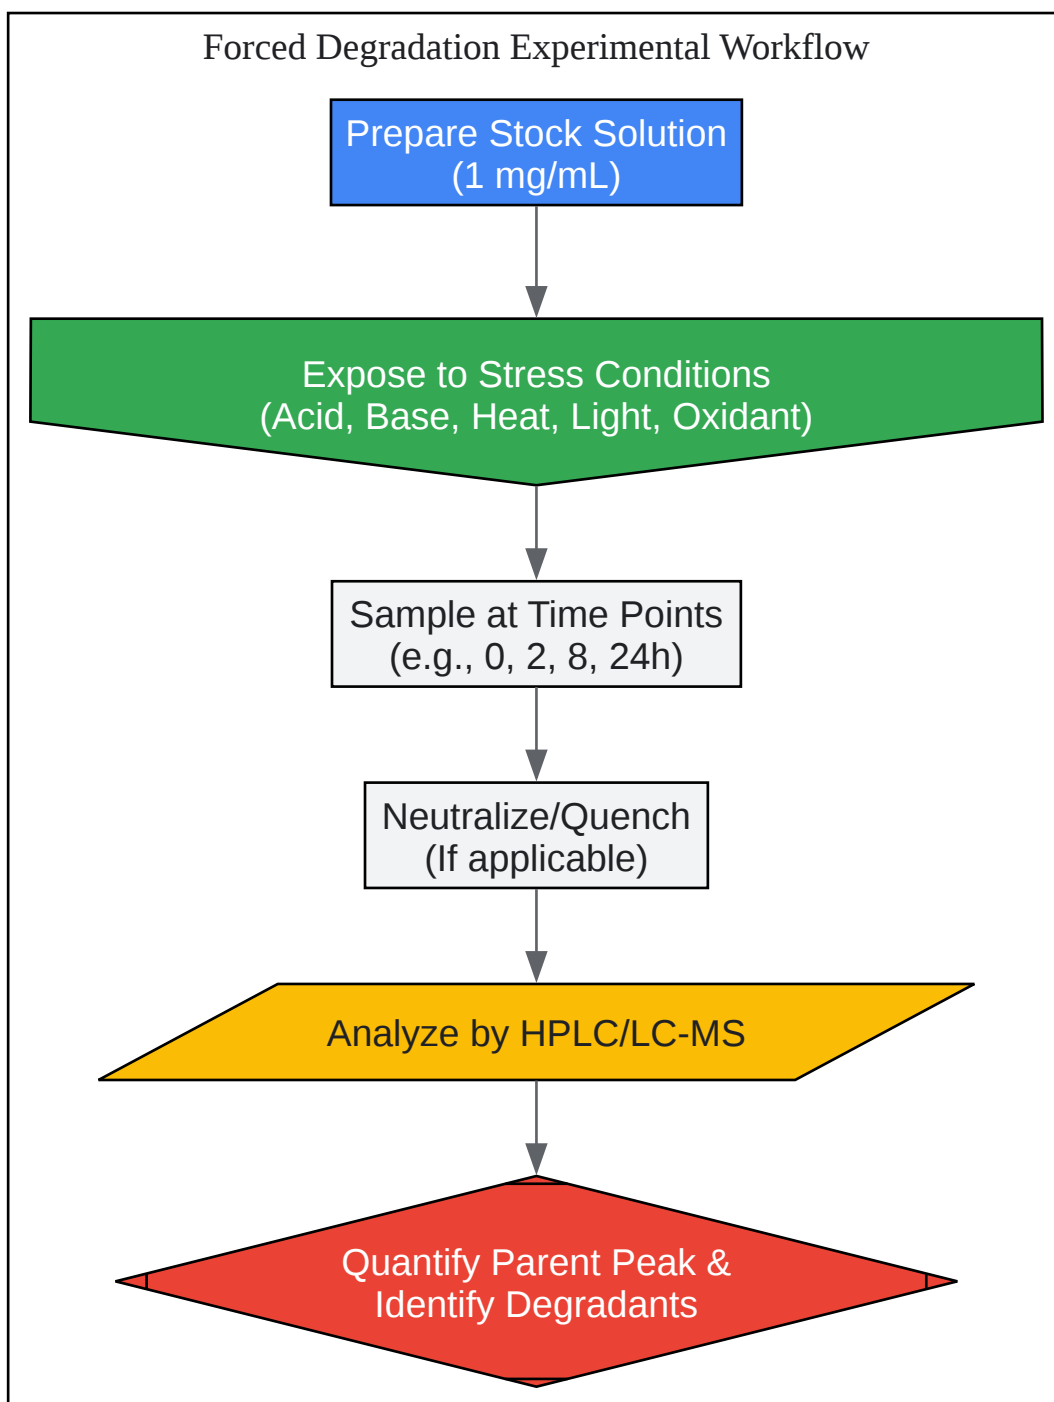 Forced Degradation Experimental Workflow
Prepare Stock Solution
(1 mg/mL)
Expose to Stress Conditions
(Acid, Base, Heat, Light, Oxidant)
Sample at Time Points
(e.g., 0, 2, 8, 24h)
Neutralize/Quench
(If applicable)
Analyze by HPLC/LC-MS
Quantify Parent Peak &
Identify Degradants